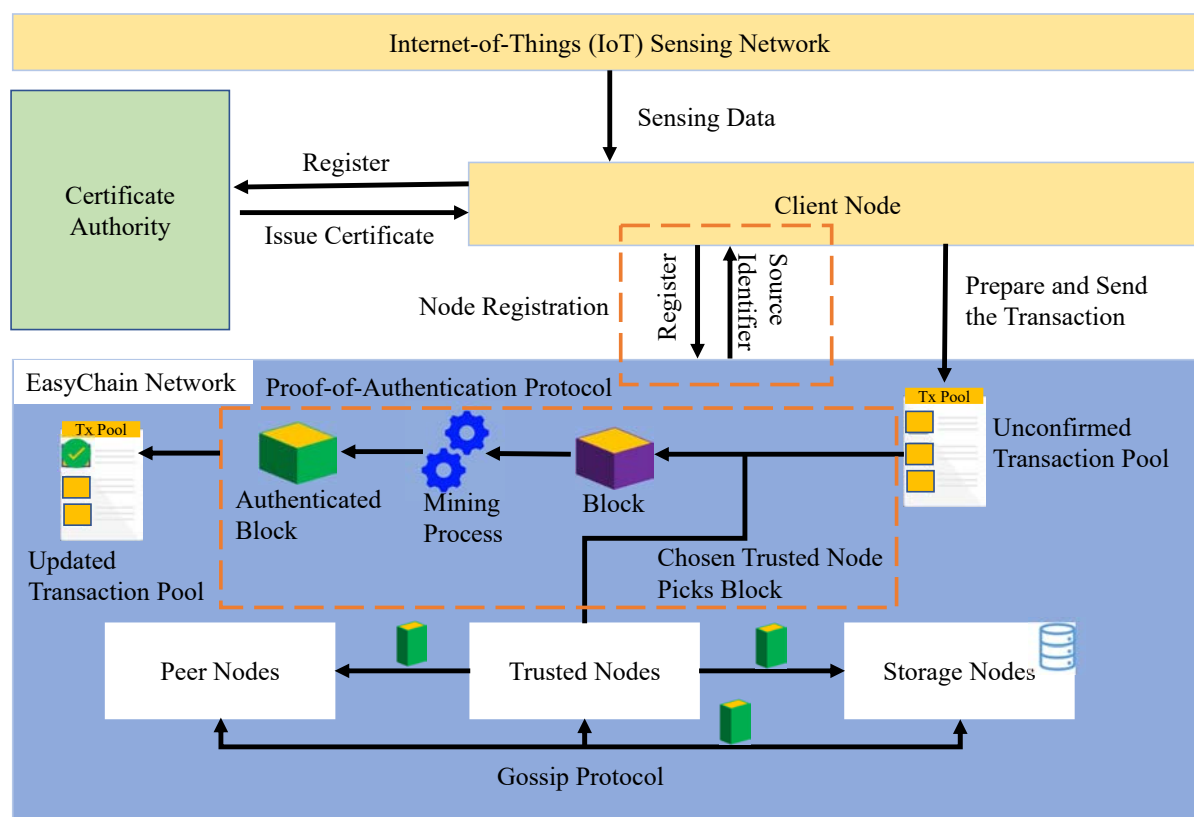 Internet-of-Things (IoT) Sensing Network
Sensing Data
Certificate
Authority
Register
Issue Certificate
Client Node
Node Registration
Register
Source
Identifier
Prepare and Send
the Transaction
EasyChain Network
Proof-of-Authentication Protocol
Tx Pool
Updated
Transaction Pool
Authenticated
Block
Mining
Process
Block
Tx Pool
Unconfirmed
Transaction Pool
Chosen Trusted Node
Picks Block
Peer Nodes
Trusted Nodes
Storage Nodes
Gossip Protocol